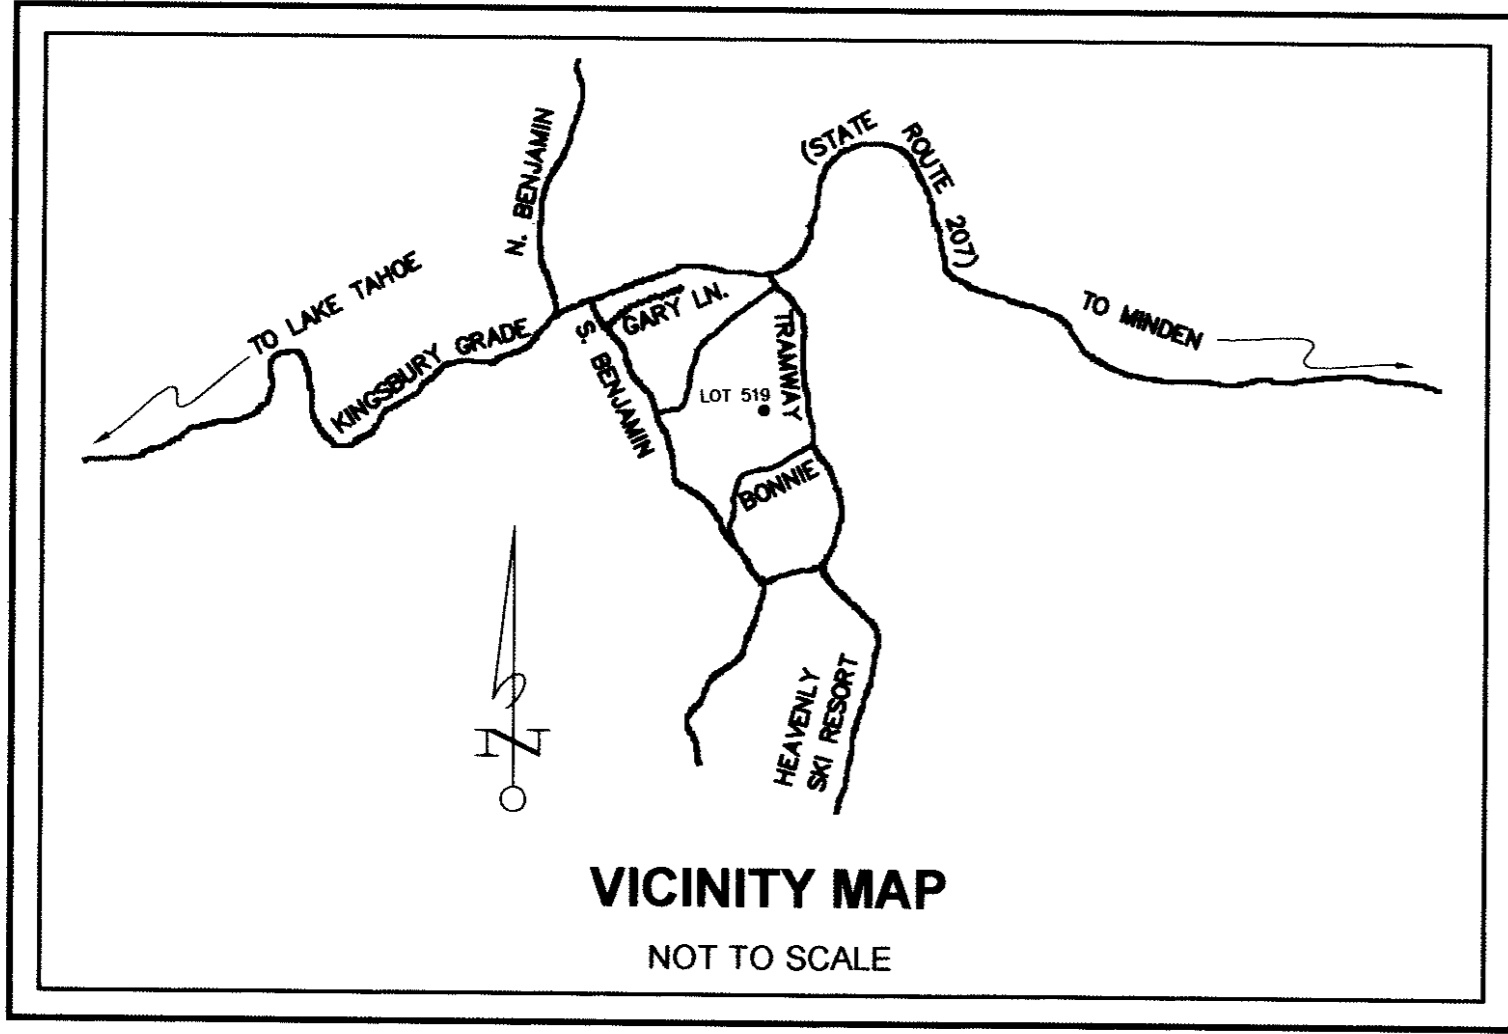 N. BENJAMIN
(STATE ROUTE 207)
TO LAKE TAHOE
KINGSBURY GRADE
S. BENJAMIN
GARY LN.
TRAMWAY
TO MINDEN
LOT 519
BONNIE
HEAVENLY
SKI RESORT
N
VICINITY MAP
NOT TO SCALE